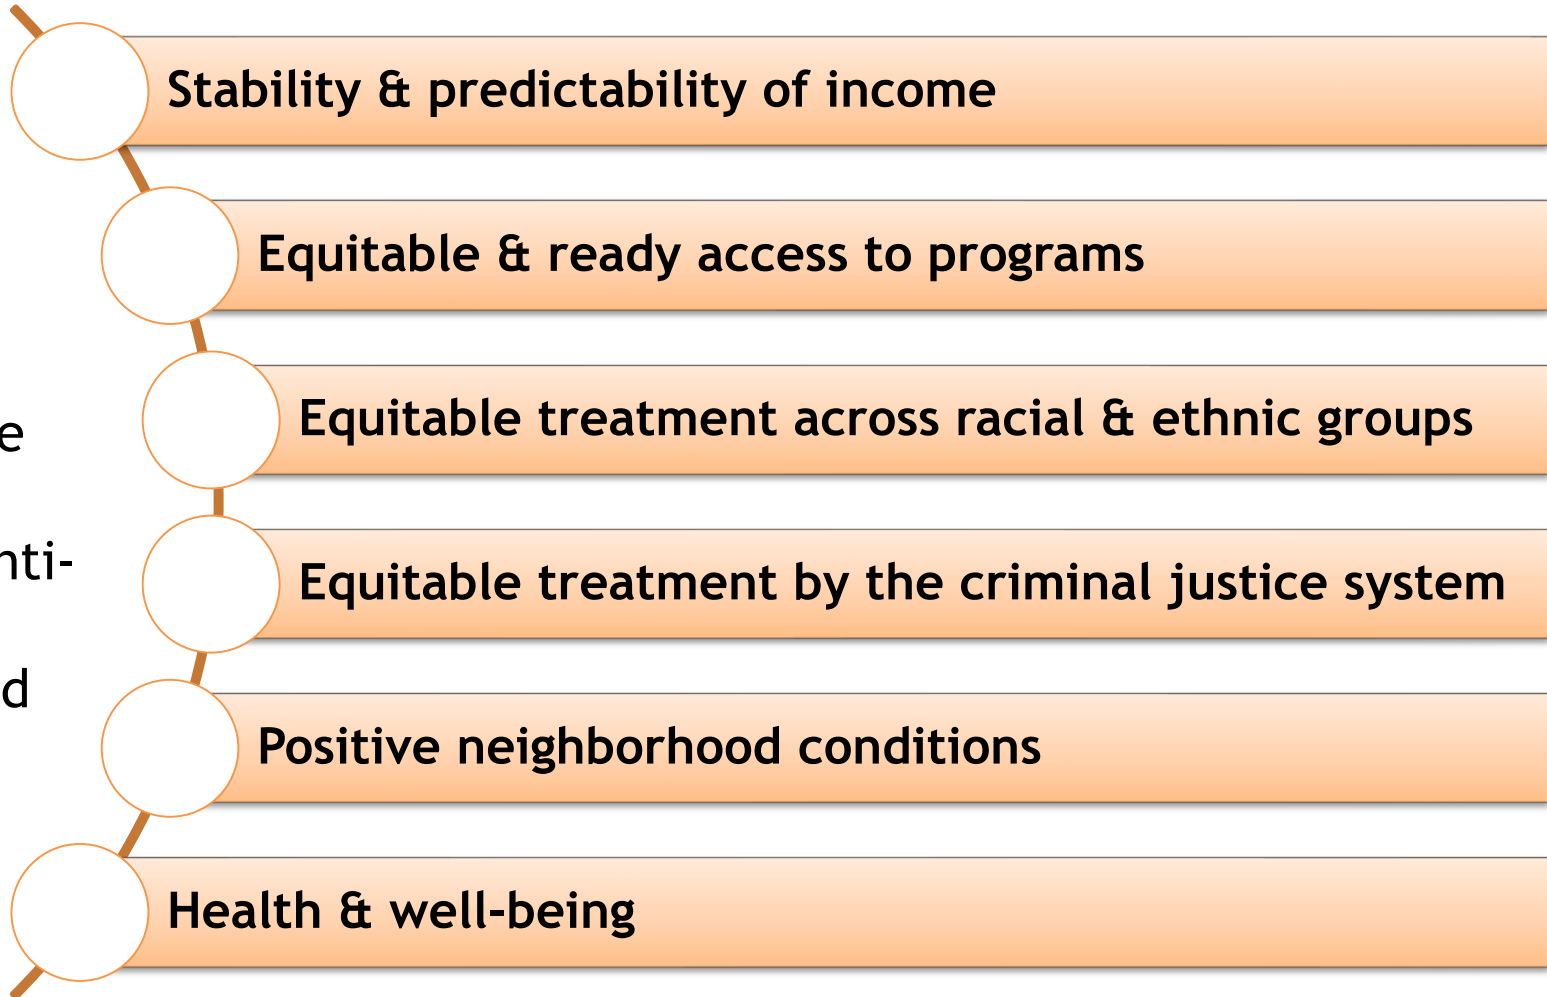 Stability & predictability of income
Equitable & ready access to programs
Equitable treatment across racial & ethnic groups
e
Equitable treatment by the criminal justice system
nti-
d
Positive neighborhood conditions
Health & well-being